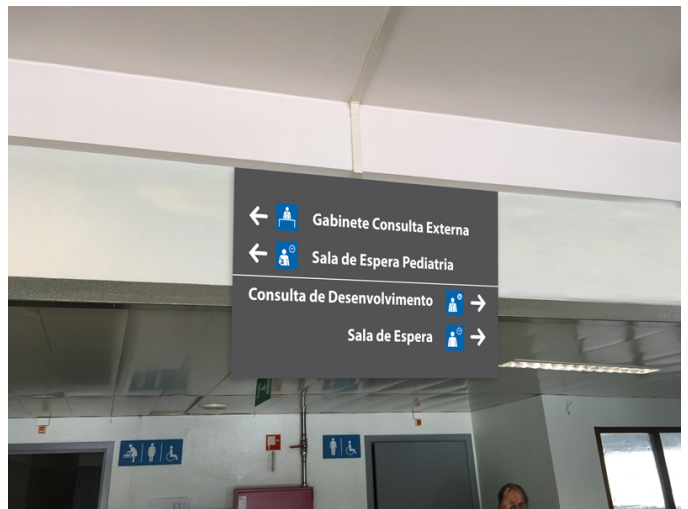 Gabinete Consulta Externa
Sala de Espera Pediatria
Consulta de Desenvolvimento
Sala de Espera